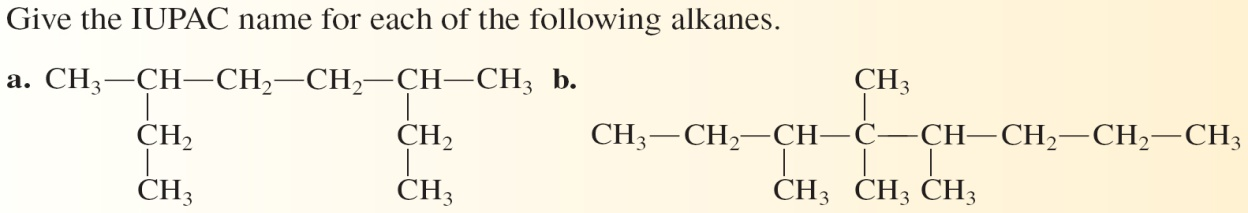 Give the IUPAC name for each of the following alkanes.
a. CH₃—CH—CH₂—CH₂—CH—CH₃ b.
CH₂ CH₂
CH₃ CH₃
CH₃
CH₃—CH₂—CH—C—CH—CH₂—CH₂—CH₃
CH₃ CH₃ CH₃